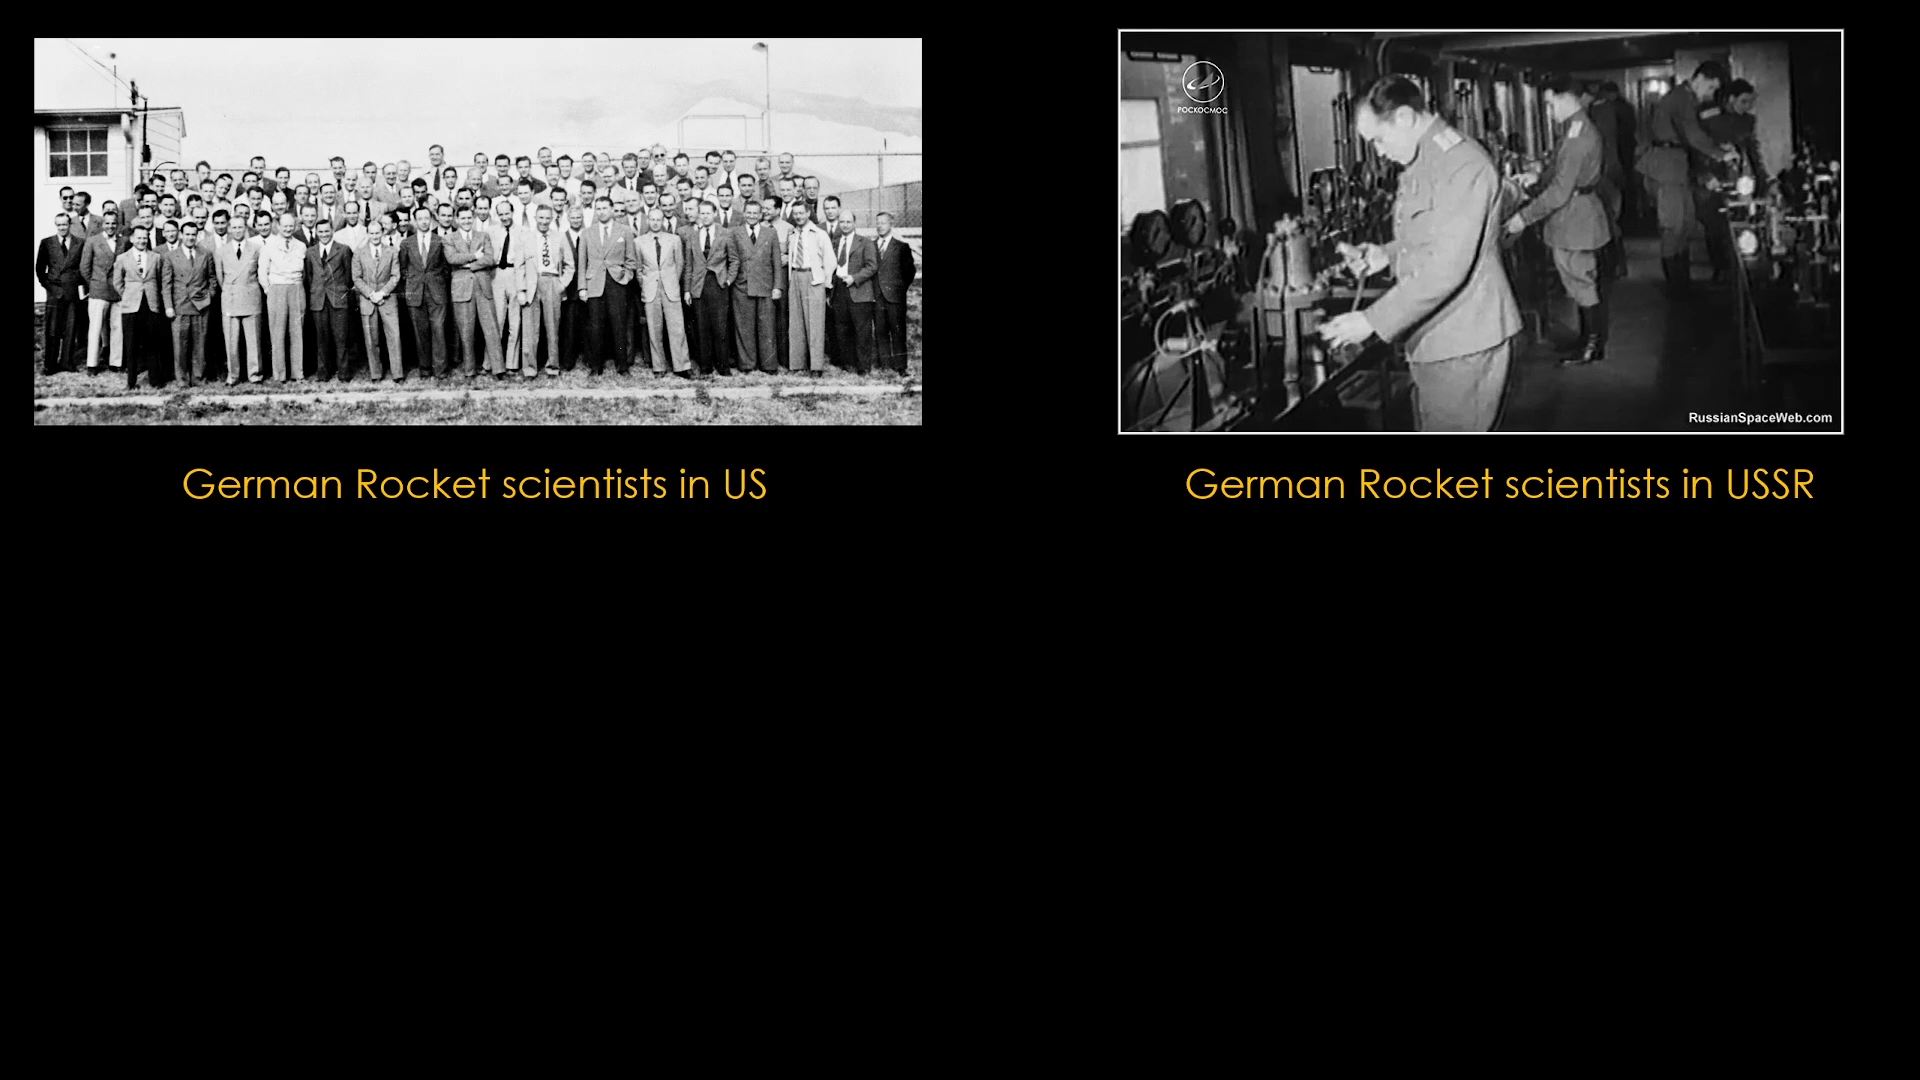 РОСКОСМОС
RussianSpaceWeb.com
German Rocket scientists in US
German Rocket scientists in USSR